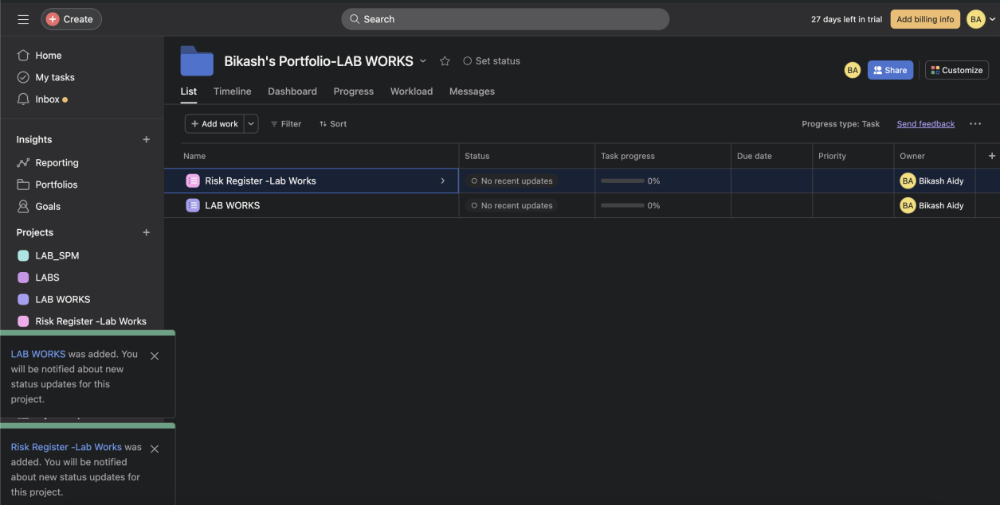 Create
Search
27 days left in trial
Add billing info
BA
Home
My tasks
Inbox
Insights
Reporting
Portfolios
Goals
Projects
LAB_SPM
LABS
LAB WORKS
Risk Register -Lab Works
Bikash's Portfolio-LAB WORKS
Set status
BA
Share
Customize
List Timeline Dashboard Progress Workload Messages
Add work Filter Sort
Progress type: Task Send feedback
Name Status Task progress Due date Priority Owner
Risk Register -Lab Works No recent updates 0% BA Bikash Aidy
LAB WORKS No recent updates 0% BA Bikash Aidy
LAB WORKS was added. You
will be notified about new
status updates for this
project.
Risk Register -Lab Works was
added. You will be notified
about new status updates for
this project.